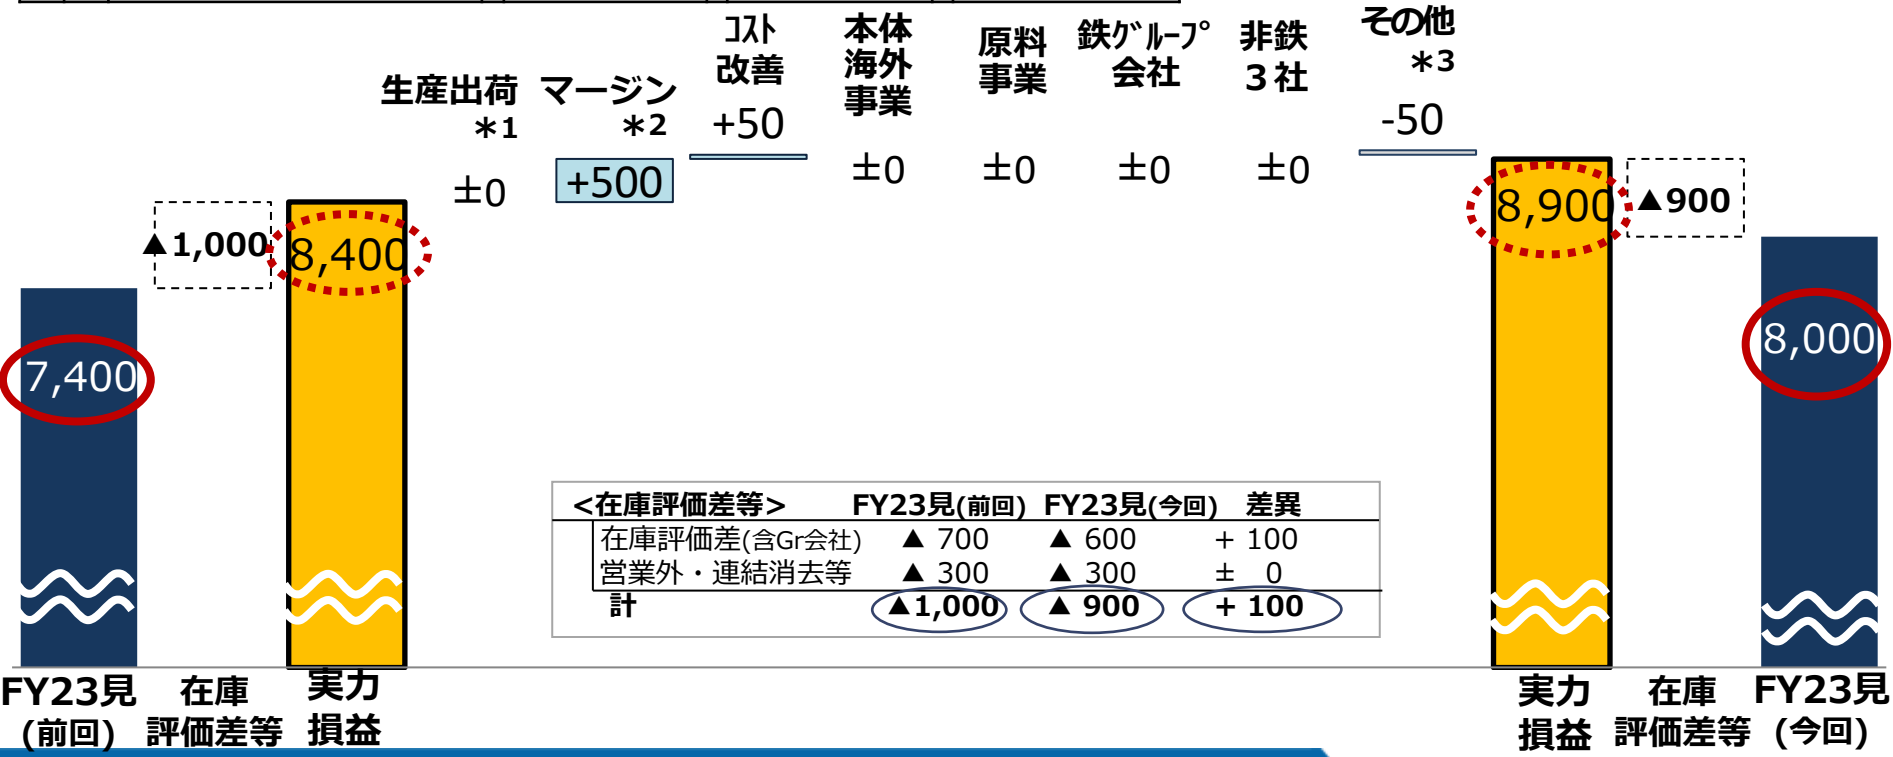 生産出荷
＊1
±0
マージン
＊2
+500
ｺｽﾄ
改善
+50
本体
海外
事業
±0
原料
事業
±0
鉄ｸﾞﾙｰﾌﾟ
会社
±0
非鉄
３社
±0
その他
＊3
-50
▲1,000
8,400
7,400
8,900
▲900
8,000
<在庫評価差等> FY23見(前回) FY23見(今回) 差異
在庫評価差(含Gr会社) ▲ 700 ▲ 600 + 100
営業外・連結消去等 ▲ 300 ▲ 300 ± 0
計 ▲1,000 ▲ 900 + 100
FY23見
(前回)
在庫
評価差等
実力
損益
実力
損益
在庫
評価差等
FY23見
(今回)